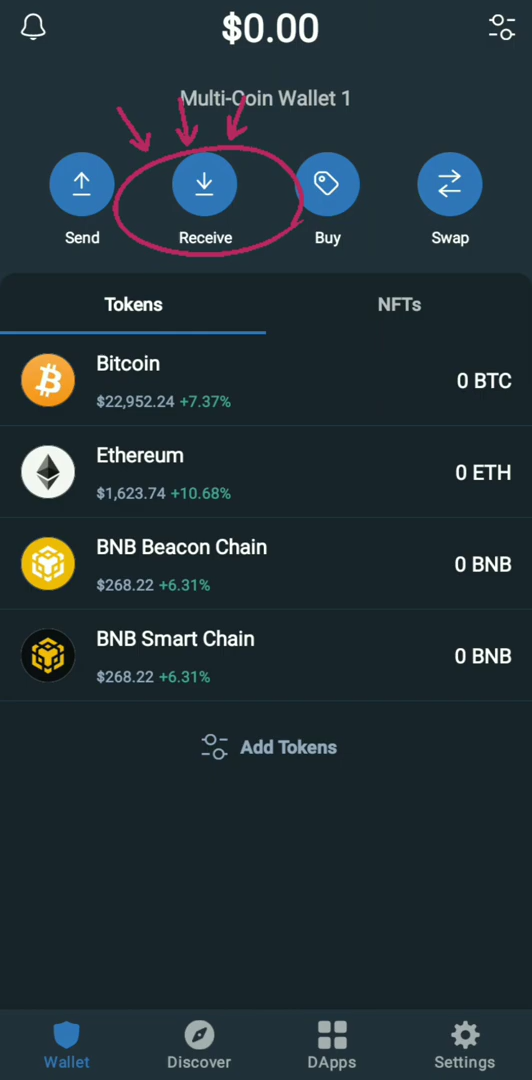 $0.00
Multi-Coin Wallet 1
Send Receive Buy Swap
Tokens NFTs
Bitcoin
0 BTC
$22,952.24 +7.37%
Ethereum
0 ETH
$1,623.74 +10.68%
BNB Beacon Chain
0 BNB
$268.22 +6.31%
BNB Smart Chain
0 BNB
$268.22 +6.31%
Add Tokens
Wallet Discover DApps Settings